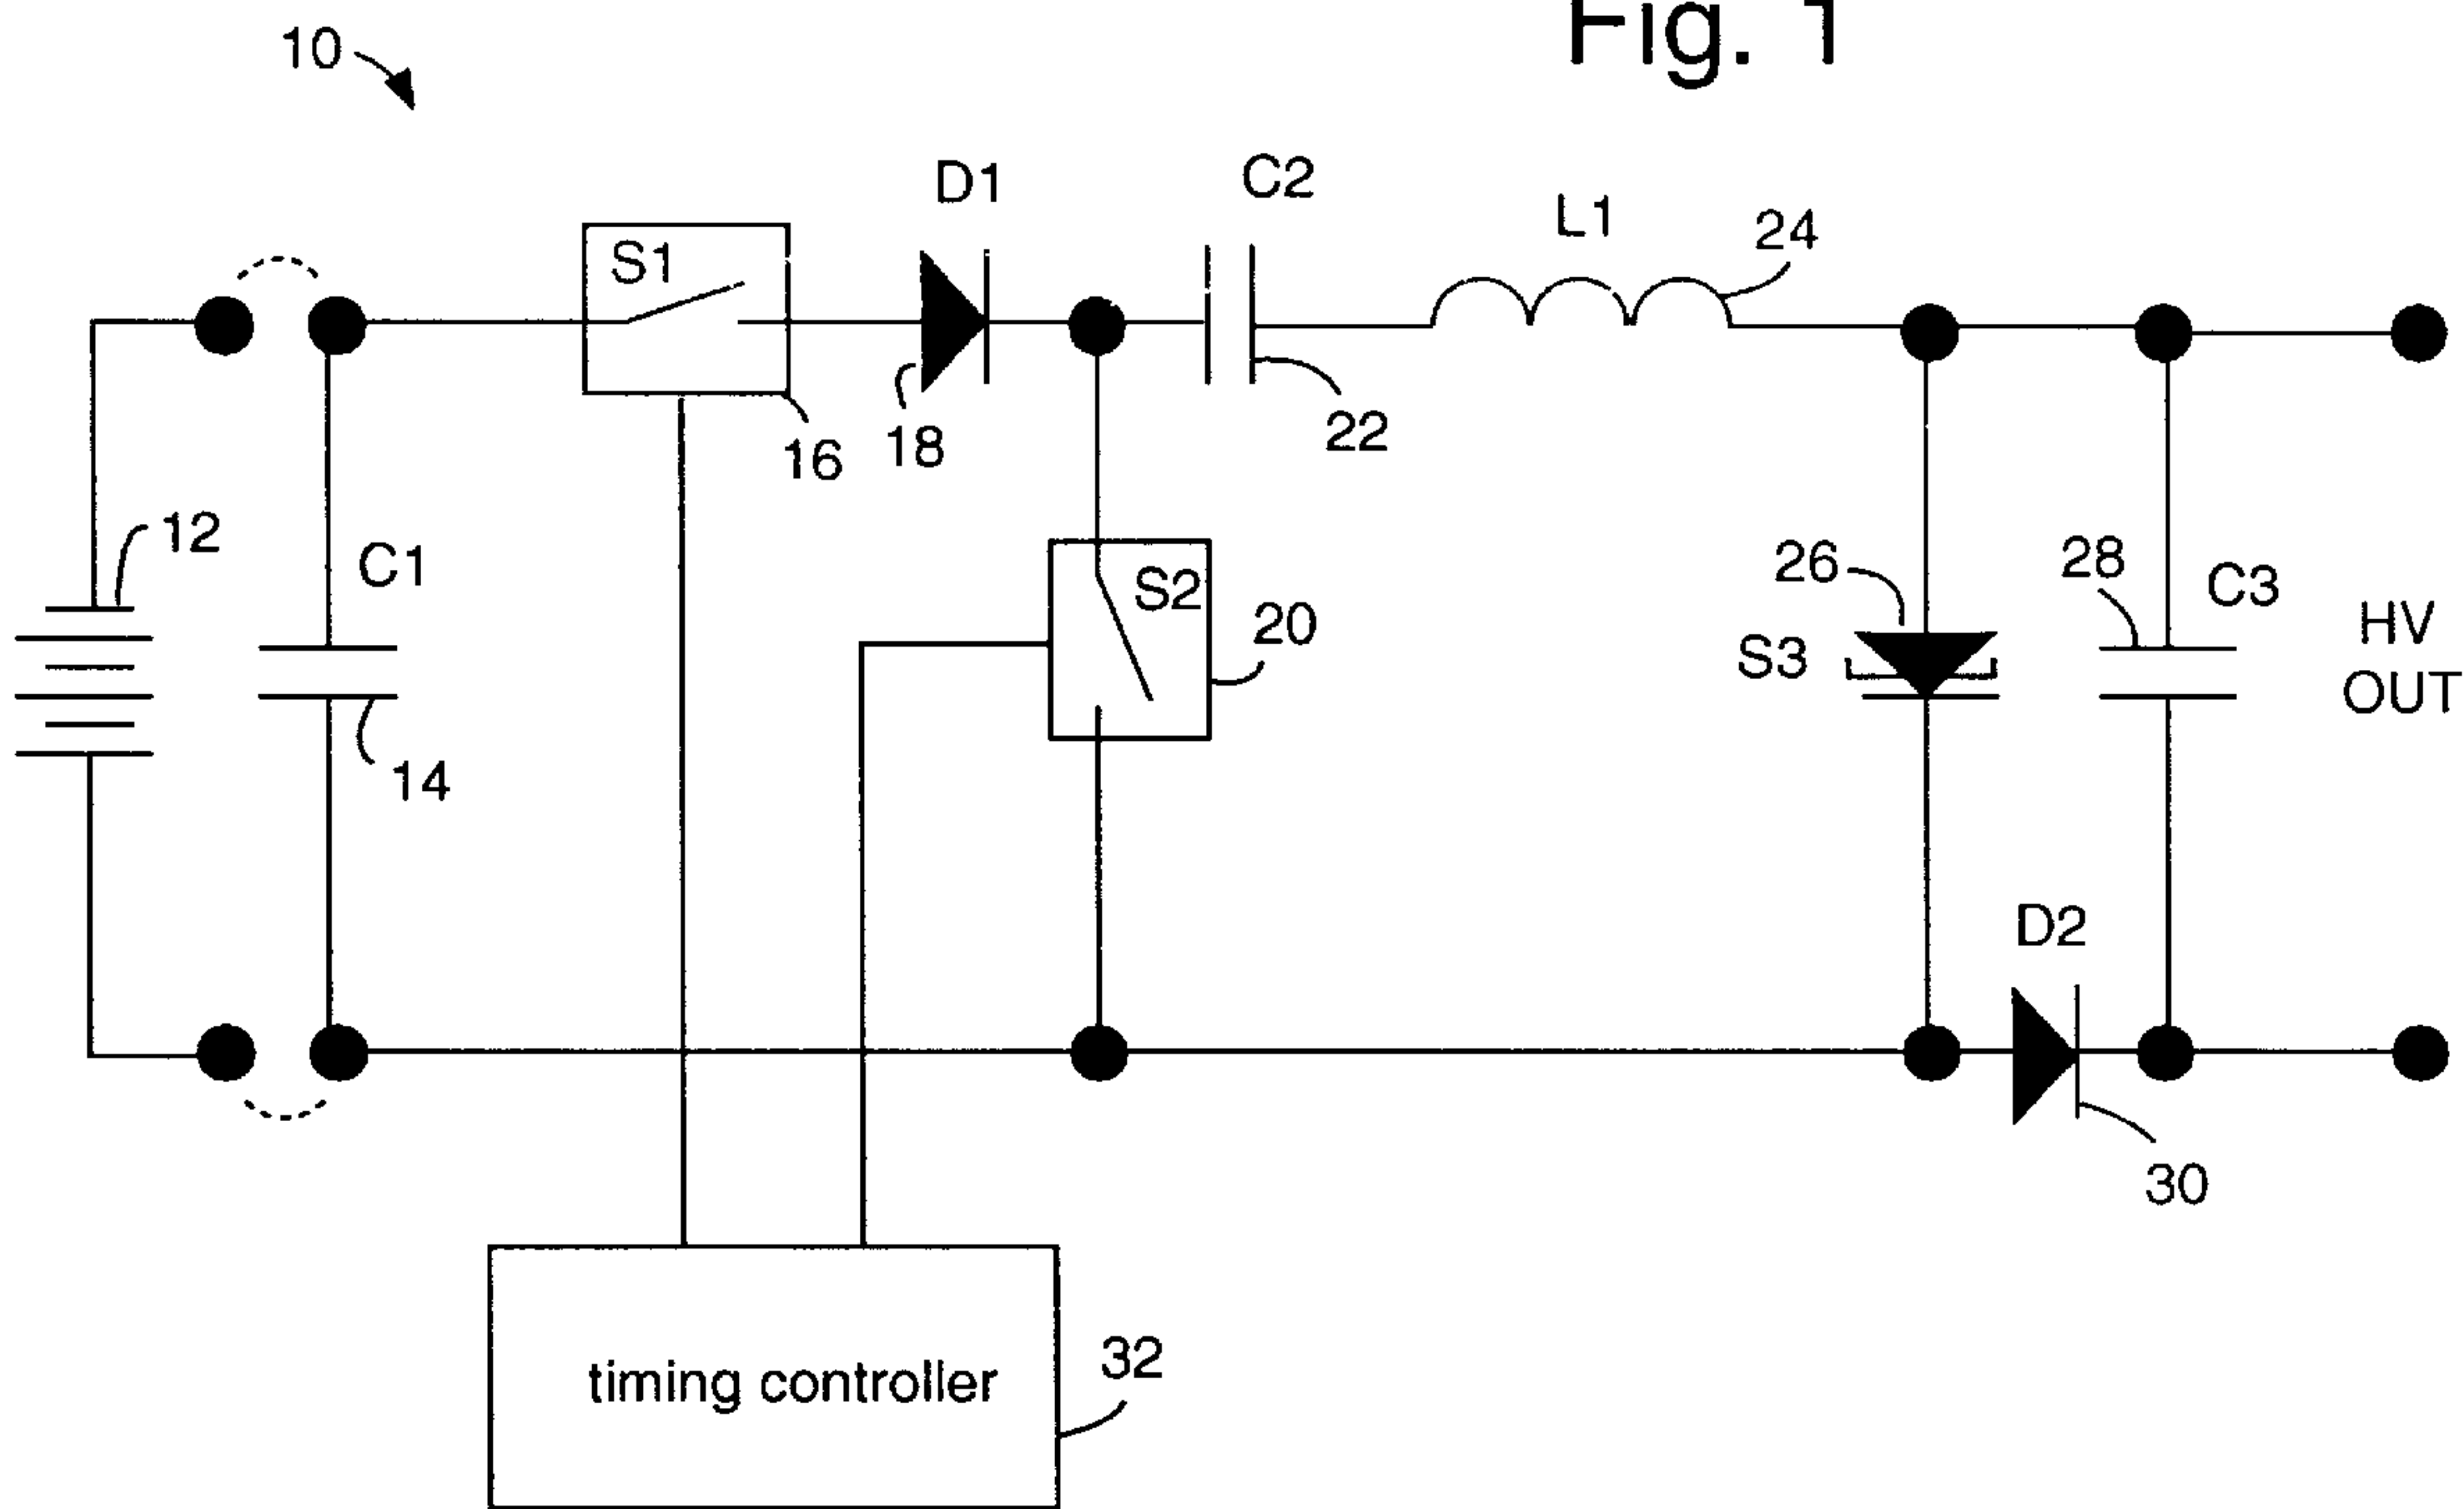 Fig. 1
10
D1
C2
L1
24
S1
16
18
22
12
C1
14
S2
20
26
S3
28
C3
HV
OUT
D2
30
timing controller
32